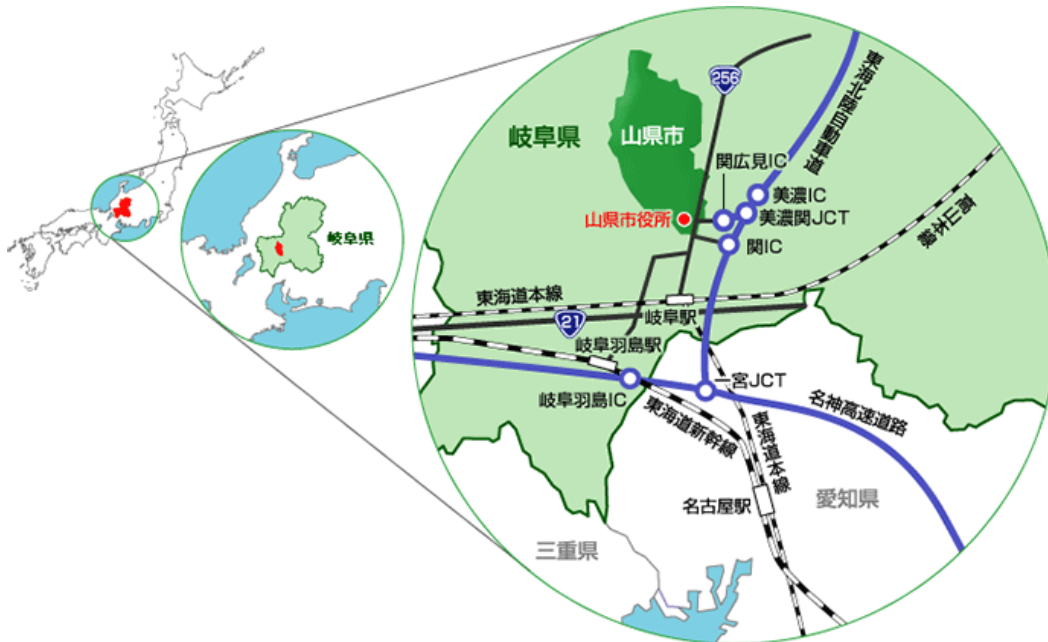 岐阜県
256
東海北陸自動車道
岐阜県
山県市
関広見IC
美濃IC
美濃関JCT
山県市役所
関IC
高山本線
東海道本線
岐阜駅
21
岐阜羽島駅
一宮JCT
岐阜羽島IC
東海道新幹線
東海道本線
名神高速道路
名古屋駅
愛知県
三重県